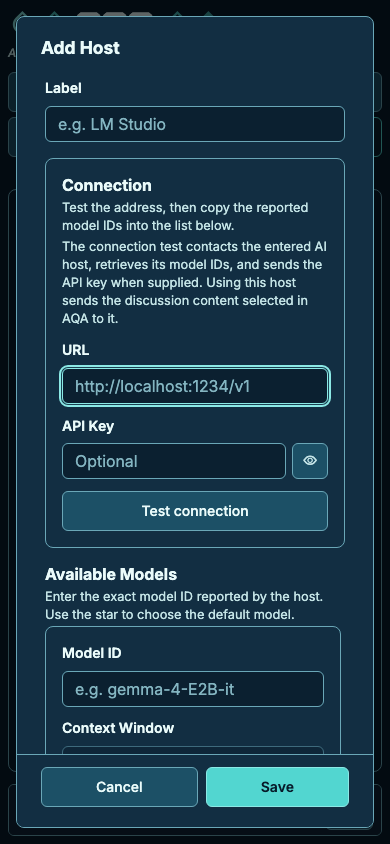 Add Host
Label
e.g. LM Studio
Connection
Test the address, then copy the reported
model IDs into the list below.
The connection test contacts the entered AI
host, retrieves its model IDs, and sends the
API key when supplied. Using this host
sends the discussion content selected in
AQA to it.
URL
http://localhost:1234/v1
API Key
Optional
Test connection
Available Models
Enter the exact model ID reported by the host.
Use the star to choose the default model.
Model ID
e.g. gemma-4-E2B-it
Context Window
Cancel
Save